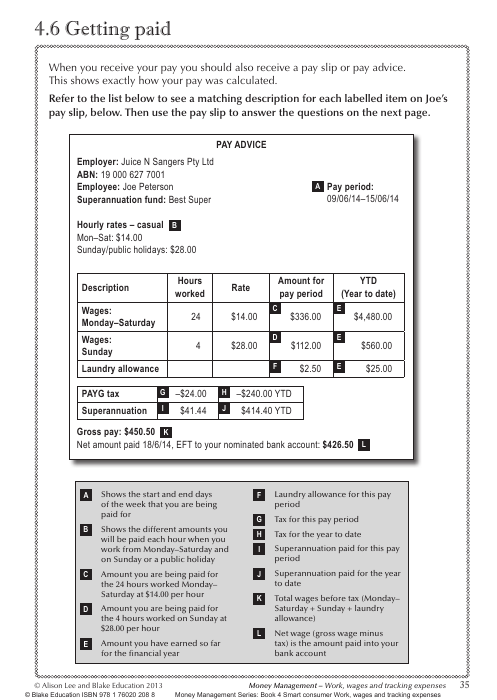 4.6 Getting paid
When you receive your pay you should also receive a pay slip or pay advice.
This shows exactly how your pay was calculated.
Refer to the list below to see a matching description for each labelled item on Joe's
pay slip, below. Then use the pay slip to answer the questions on the next page.
PAY ADVICE
Employer: Juice N Sangers Pty Ltd
ABN: 19 000 627 7001
Employee: Joe Peterson
Superannuation fund: Best Super
A Pay period:
09/06/14–15/06/14
Hourly rates – casual B
Mon–Sat: $14.00
Sunday/public holidays: $28.00
Description Hours worked Rate Amount for pay period YTD (Year to date)
Wages: Monday–Saturday 24 $14.00 C $336.00 E $4,480.00
Wages: Sunday 4 $28.00 D $112.00 E $560.00
Laundry allowance F $2.50 E $25.00
PAYG tax G –$24.00 H –$240.00 YTD
Superannuation I $41.44 J $414.40 YTD
Gross pay: $450.50 K
Net amount paid 18/6/14, EFT to your nominated bank account: $426.50 L
A Shows the start and end days
of the week that you are being
paid for
B Shows the different amounts you
will be paid each hour when you
work from Monday–Saturday and
on Sunday or a public holiday
C Amount you are being paid for
the 24 hours worked Monday–
Saturday at $14.00 per hour
D Amount you are being paid for
the 4 hours worked on Sunday at
$28.00 per hour
E Amount you have earned so far
for the financial year
F Laundry allowance for this pay
period
G Tax for this pay period
H Tax for the year to date
I Superannuation paid for this pay
period
J Superannuation paid for the year
to date
K Total wages before tax (Monday–
Saturday + Sunday + laundry
allowance)
L Net wage (gross wage minus
tax) is the amount paid into your
bank account
© Alison Lee and Blake Education 2013 Money Management – Work, wages and tracking expenses 35
© Blake Education ISBN 978 1 76020 208 8 Money Management Series: Book 4 Smart consumer Work, wages and tracking expenses